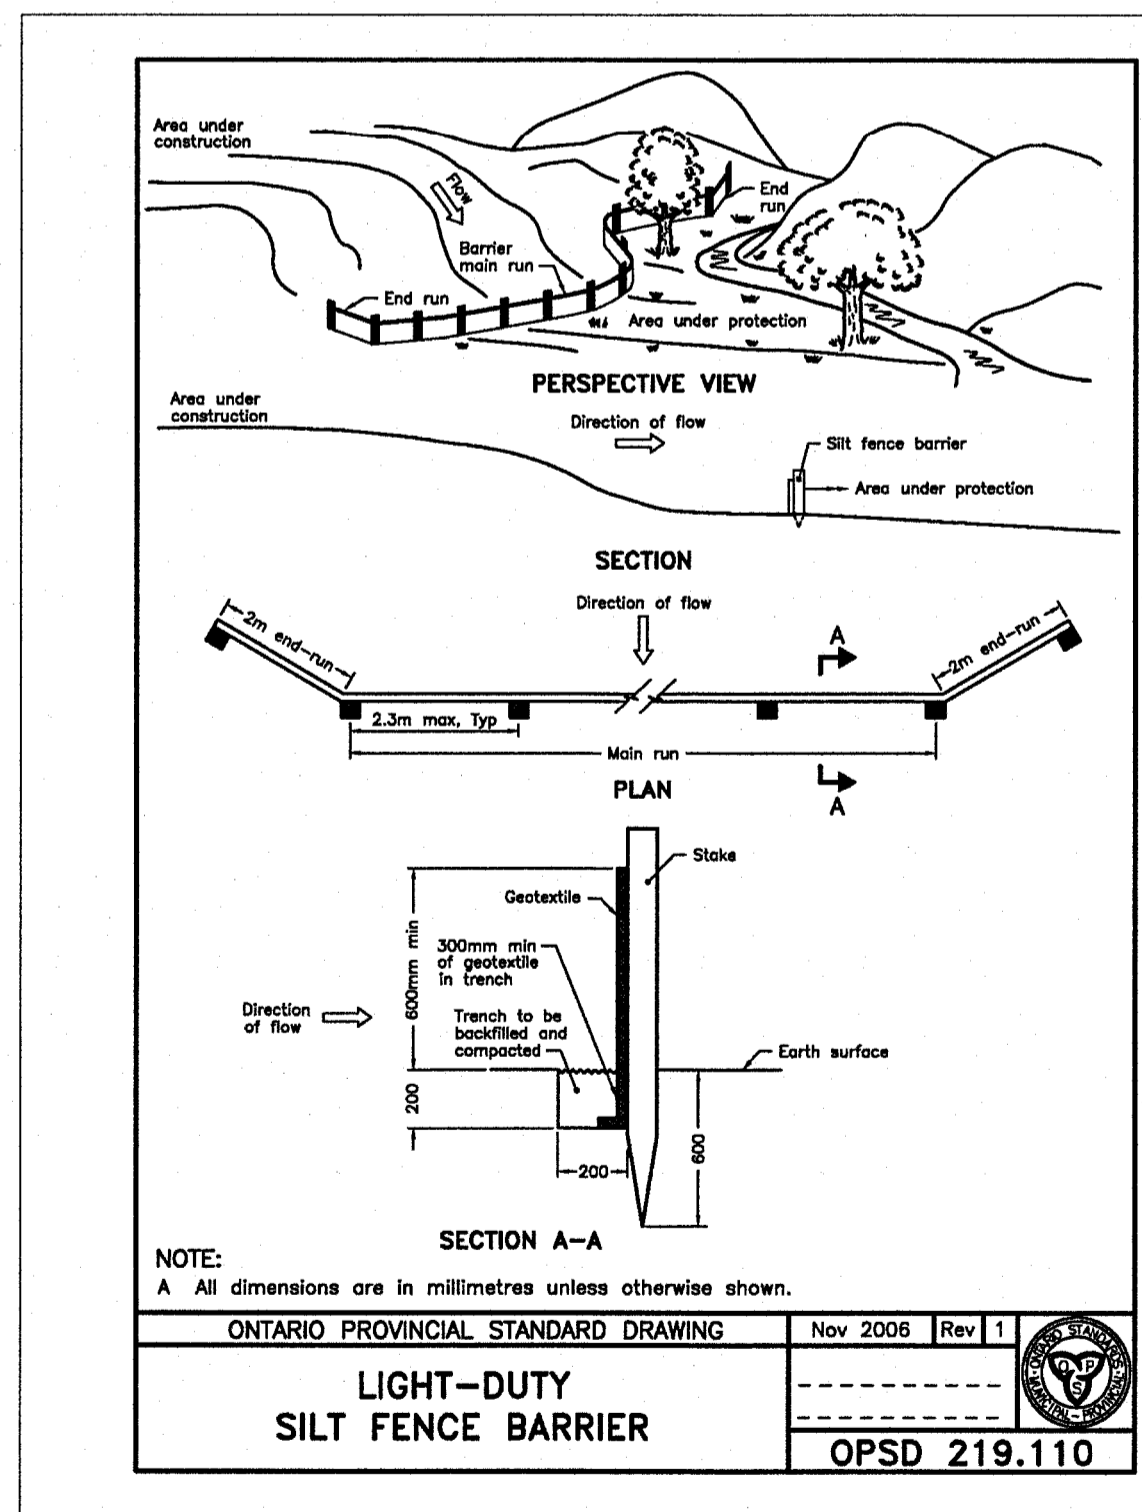 Area under
construction
Flow
End
run
Barrier
main run
End run
Area under protection
PERSPECTIVE VIEW
Area under
construction
Direction of flow
Silt fence barrier
Area under protection
SECTION
Direction of flow
2m end-run
A
2m end-run
2.3m max, Typ
Main run
PLAN
A
Stake
Geotextile
600mm min
300mm min
of geotextile
in trench
Direction
of flow
Trench to be
backfilled and
compacted
Earth surface
200
200
600
SECTION A-A
NOTE:
A All dimensions are in millimetres unless otherwise shown.
ONTARIO PROVINCIAL STANDARD DRAWING
Nov 2006 Rev 1
LIGHT-DUTY
SILT FENCE BARRIER
ONTARIO STANDARDS
MUNICIPAL - PROVINCIAL
O P
S
OPSD 219.110